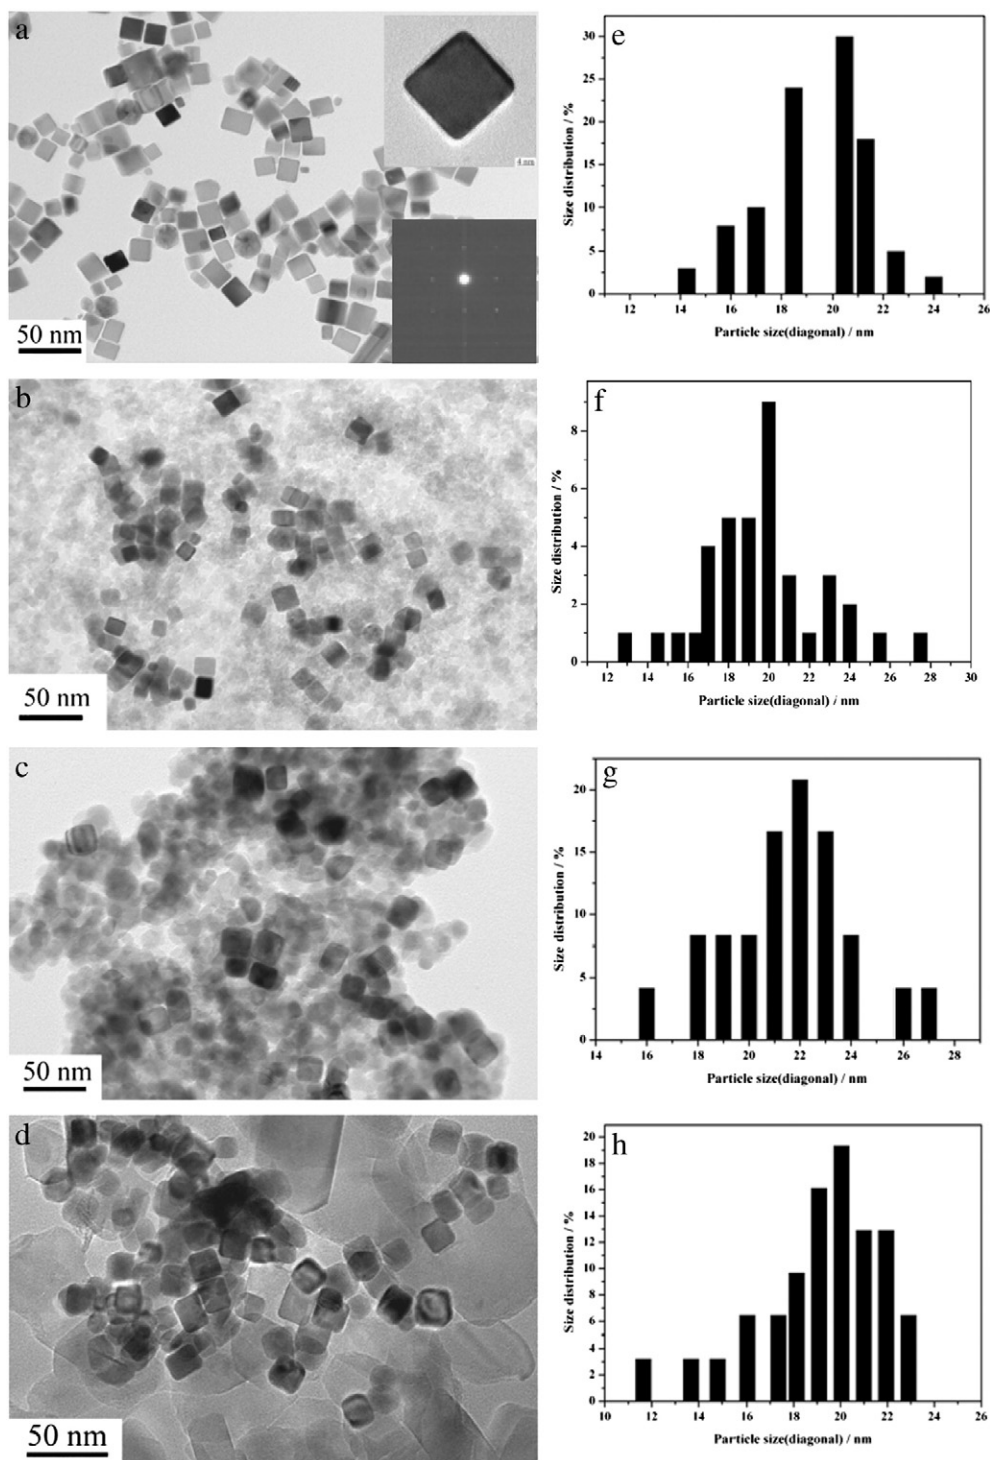 a
4 nm
50 nm
e
Size distribution / %
30
25
20
15
10
5
0
12 14 16 18 20 22 24 26
Particle size(diagonal) / nm
b
50 nm
f
Size distribution / %
8
6
4
2
0
12 14 16 18 20 22 24 26 28 30
Particle size(diagonal) / nm
c
50 nm
g
Size distribution / %
20
15
10
5
0
14 16 18 20 22 24 26 28
Particle size(diagonal) / nm
d
50 nm
h
Size distribution / %
20
18
16
14
12
10
8
6
4
2
0
10 12 14 16 18 20 22 24 26
Particle size(diagonal) / nm